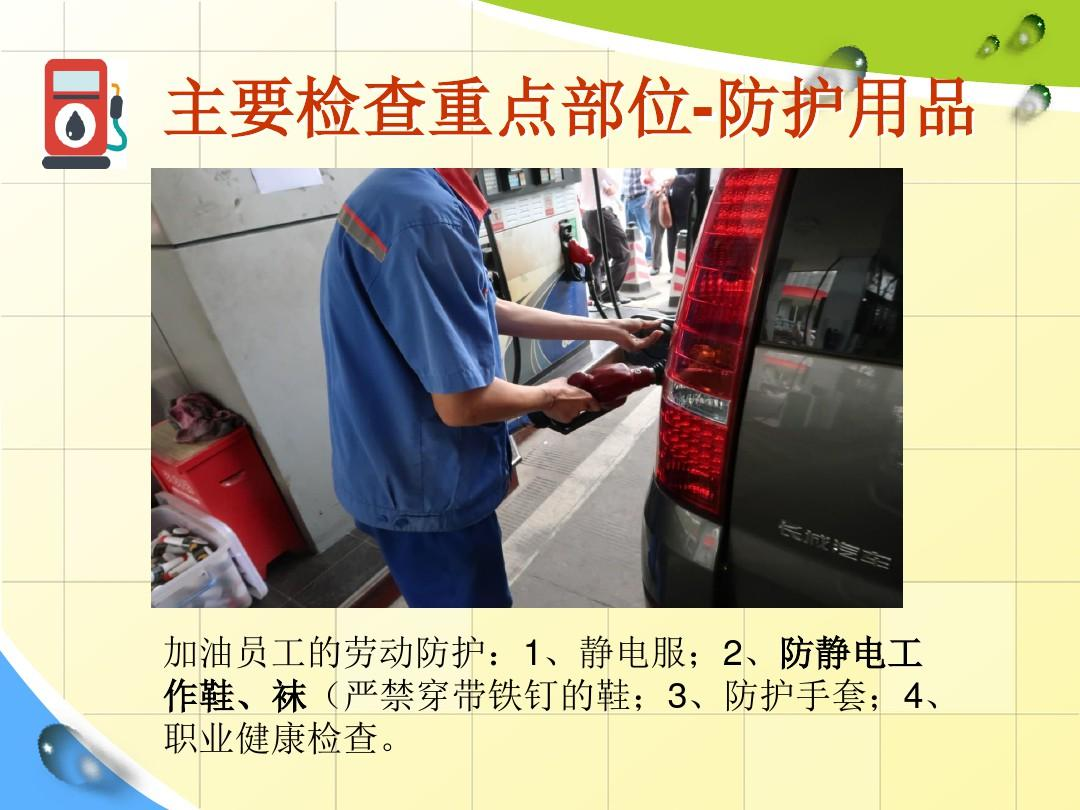 主要检查重点部位-防护用品
长城汽车
加油员工的劳动防护：1、静电服；2、防静电工
作鞋、袜（严禁穿带铁钉的鞋；3、防护手套；4、
职业健康检查。